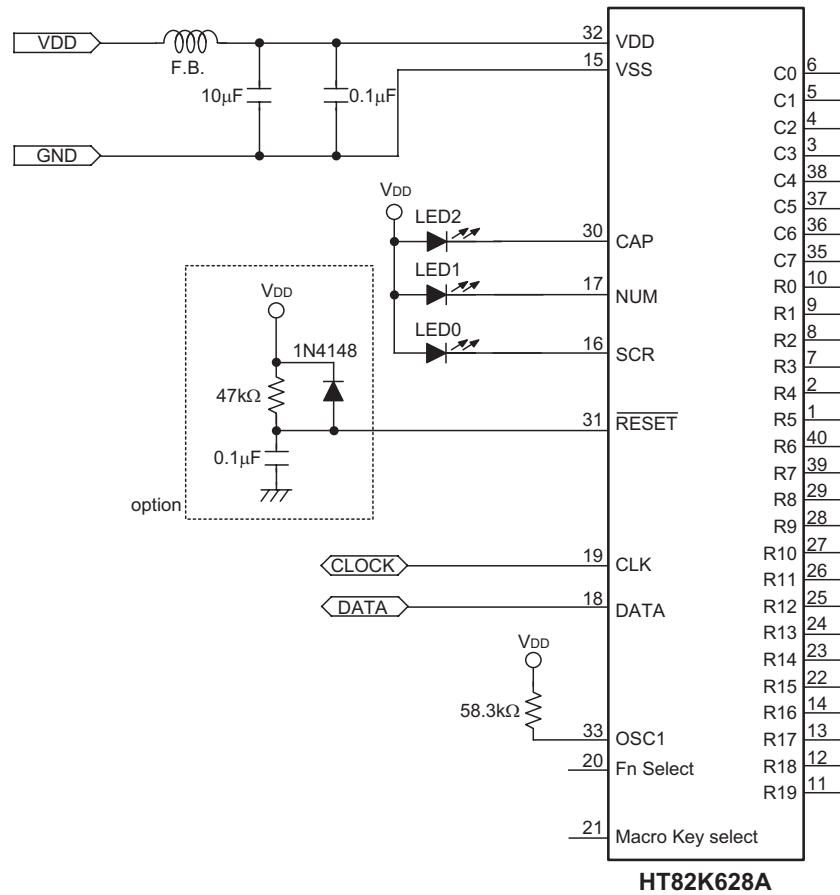 VDD
F.B.
10μF
0.1μF
GND
32
VDD
15
VSS
VDD
LED2
30
CAP
LED1
17
NUM
LED0
16
SCR
VDD
1N4148
47kΩ
0.1μF
option
31
RESET
CLOCK
19
CLK
DATA
18
DATA
VDD
58.3kΩ
33
OSC1
20
Fn Select
21
Macro Key select
C0 6
C1 5
C2 4
C3 3
C4 38
C5 37
C6 36
C7 35
R0 10
R1 9
R2 8
R3 7
R4 2
R5 1
R6 40
R7 39
R8 29
R9 28
R10 27
R11 26
R12 25
R13 24
R14 23
R15 22
R16 14
R17 13
R18 12
R19 11
HT82K628A